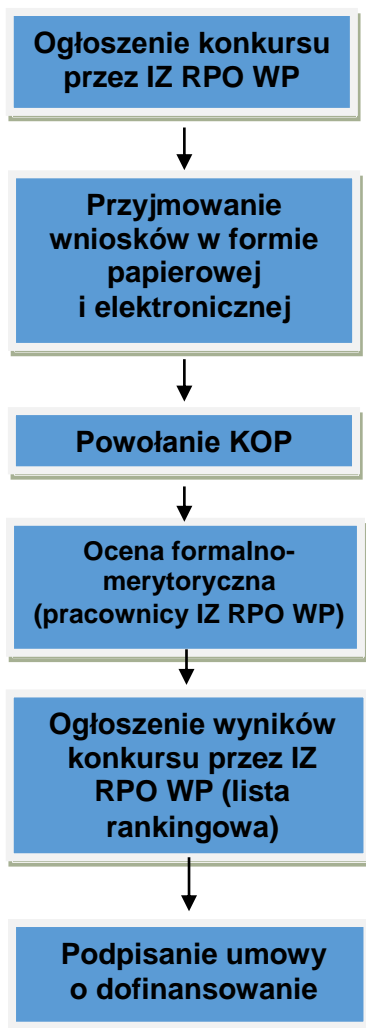 Ogłoszenie konkursu
przez IZ RPO WP
Przyjmowanie
wniosków w formie
papierowej
i elektronicznej
Powołanie KOP
Ocena formalno-
merytoryczna
(pracownicy IZ RPO WP)
Ogłoszenie wyników
konkursu przez IZ
RPO WP (lista
rankingowa)
Podpisanie umowy
o dofinansowanie